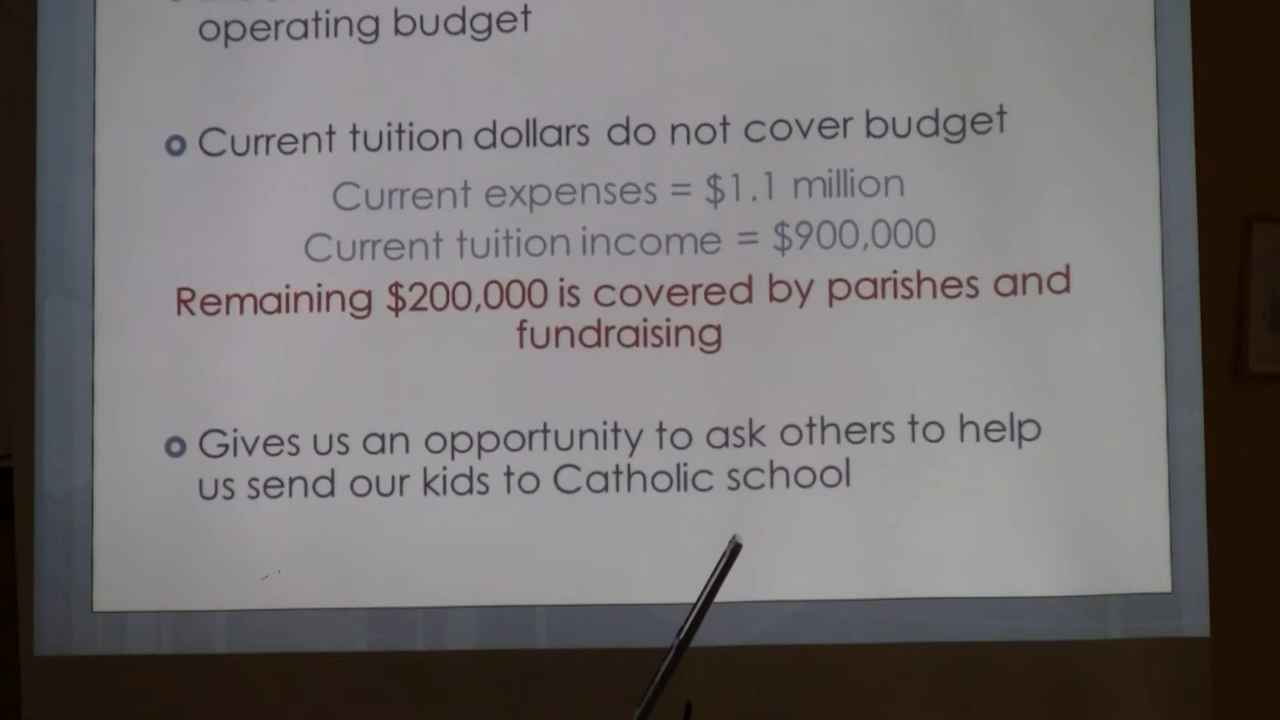 operating budget
Current tuition dollars do not cover budget
Current expenses = $1.1 million
Current tuition income = $900,000
Remaining $200,000 is covered by parishes and
fundraising
Gives us an opportunity to ask others to help
us send our kids to Catholic school